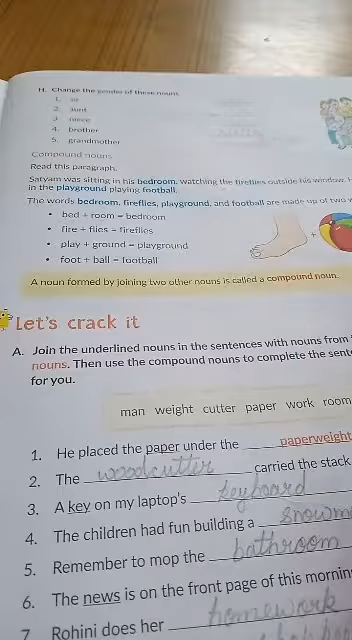 H. Change the gender of these nouns.
1. sir
2. aunt
3. niece
4. brother
5. grandmother
Compound nouns
Read this paragraph.
Satyam was sitting in his bedroom, watching the fireflies outside his window.
in the playground playing football.
The words bedroom, fireflies, playground, and football are made up of two
• bed + room = bedroom
• fire + flies = fireflies
• play + ground = playground
• foot + ball = football
+
A noun formed by joining two other nouns is called a compound noun.
Let's crack it
A. Join the underlined nouns in the sentences with nouns from
nouns. Then use the compound nouns to complete the sent
for you.
man weight cutter paper work room
1. He placed the paper under the paperweight
2. The woodcutter carried the stack
3. A key on my laptop's keyboard
4. The children had fun building a snowm
5. Remember to mop the bathroom
6. The news is on the front page of this mornin
7 Rohini does her homework